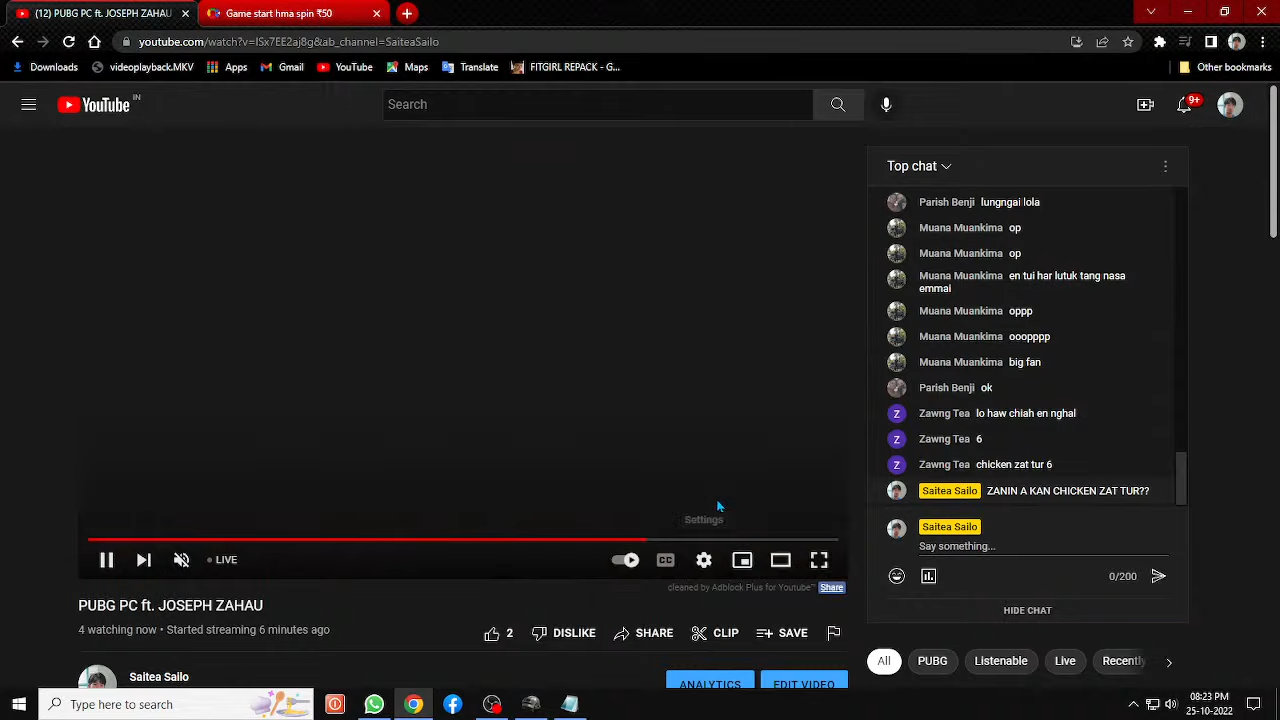 (12) PUBG PC ft. JOSEPH ZAHAU
Game start hma spin ₹50
youtube.com/watch?v=ISx7EE2aj8g&ab_channel=SaiteaSailo
Downloads videoplayback.MKV Apps Gmail YouTube Maps Translate FITGIRL REPACK - G... Other bookmarks
YouTube IN
Search
9+
Top chat
Parish Benji lungngai lola
Muana Muankima op
Muana Muankima op
Muana Muankima en tui har lutuk tang nasa
emmai
Muana Muankima oppp
Muana Muankima ooopppp
Muana Muankima big fan
Parish Benji ok
Z Zawng Tea lo haw chiah en nghal
Z Zawng Tea 6
Z Zawng Tea chicken zat tur 6
Saitea Sailo ZANIN A KAN CHICKEN ZAT TUR??
Saitea Sailo
Say something...
0/200
HIDE CHAT
Settings
LIVE CC
cleaned by Adblock Plus for Youtube™ Share
PUBG PC ft. JOSEPH ZAHAU
4 watching now • Started streaming 6 minutes ago
2 DISLIKE SHARE CLIP SAVE
All PUBG Listenable Live Recently
Saitea Sailo
ANALYTICS EDIT VIDEO
Type here to search
08:23 PM
25-10-2022